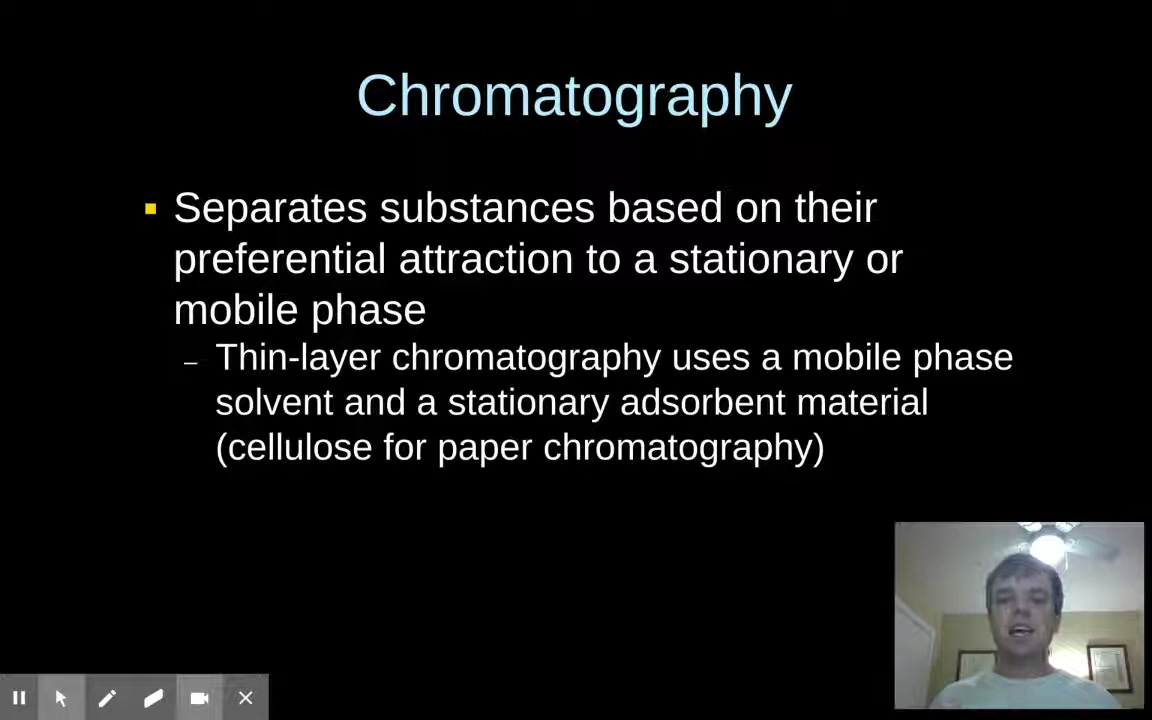 Chromatography
Separates substances based on their
preferential attraction to a stationary or
mobile phase
– Thin-layer chromatography uses a mobile phase
solvent and a stationary adsorbent material
(cellulose for paper chromatography)